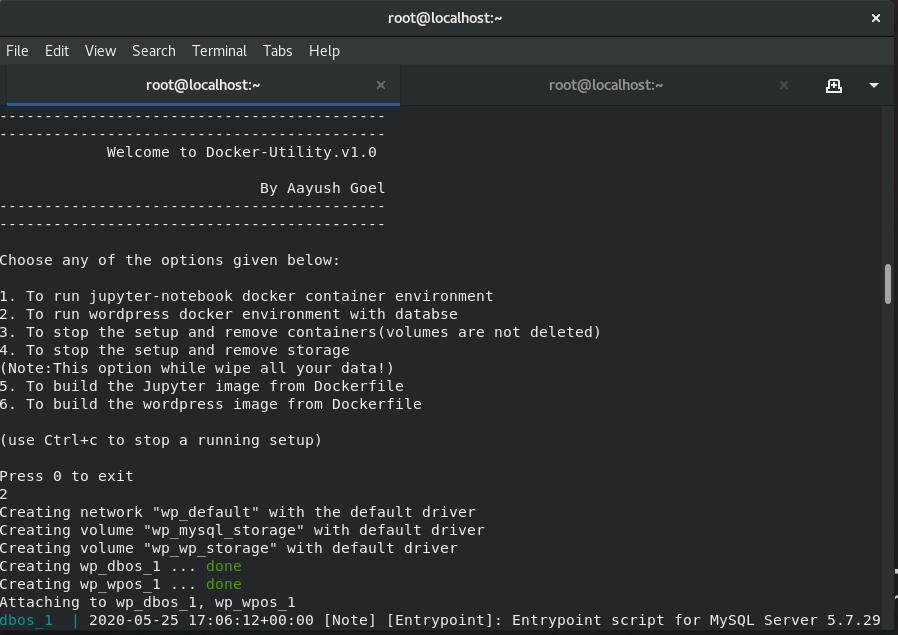 root@localhost:~
File Edit View Search Terminal Tabs Help
root@localhost:~ root@localhost:~
-------------------------------------------
-------------------------------------------
Welcome to Docker-Utility.v1.0
By Aayush Goel
-------------------------------------------
-------------------------------------------
Choose any of the options given below:
1. To run jupyter-notebook docker container environment
2. To run wordpress docker environment with databse
3. To stop the setup and remove containers(volumes are not deleted)
4. To stop the setup and remove storage
(Note:This option while wipe all your data!)
5. To build the Jupyter image from Dockerfile
6. To build the wordpress image from Dockerfile
(use Ctrl+c to stop a running setup)
Press 0 to exit
2
Creating network "wp_default" with the default driver
Creating volume "wp_mysql_storage" with default driver
Creating volume "wp_wp_storage" with default driver
Creating wp_dbos_1 ... done
Creating wp_wpos_1 ... done
Attaching to wp_dbos_1, wp_wpos_1
dbos_1  | 2020-05-25 17:06:12+00:00 [Note] [Entrypoint]: Entrypoint script for MySQL Server 5.7.29